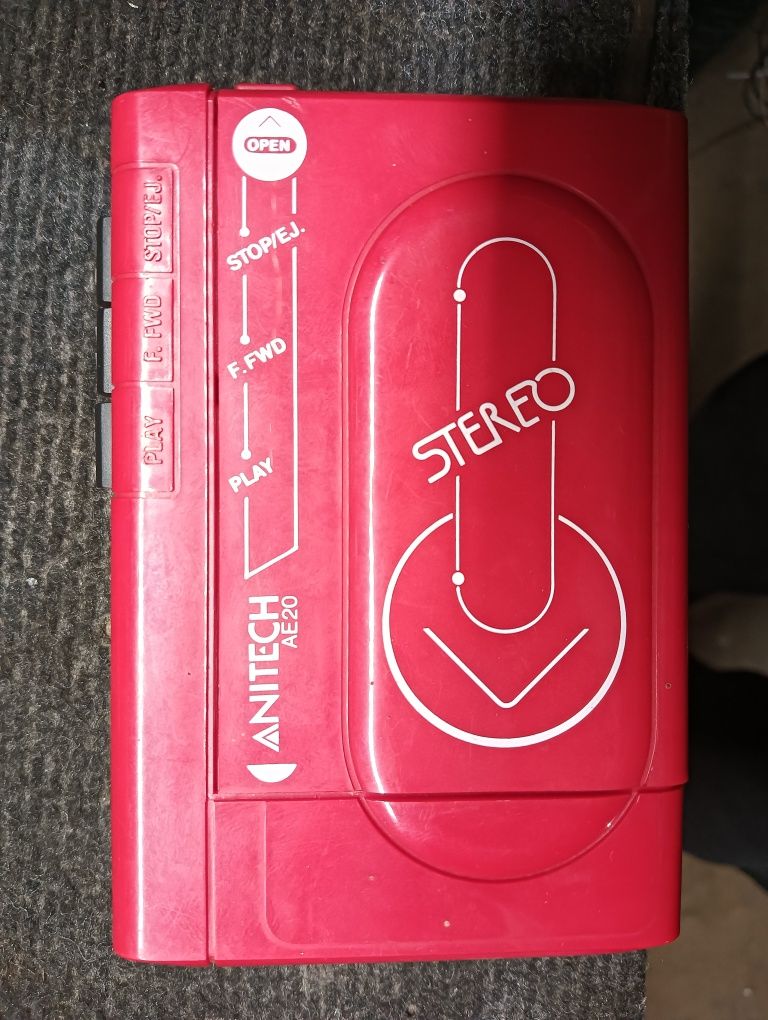 OPEN
STOP/EJ.
F. FWD
PLAY
STOP/EJ.
F. FWD
PLAY
STEREO
ANITECH
AE20